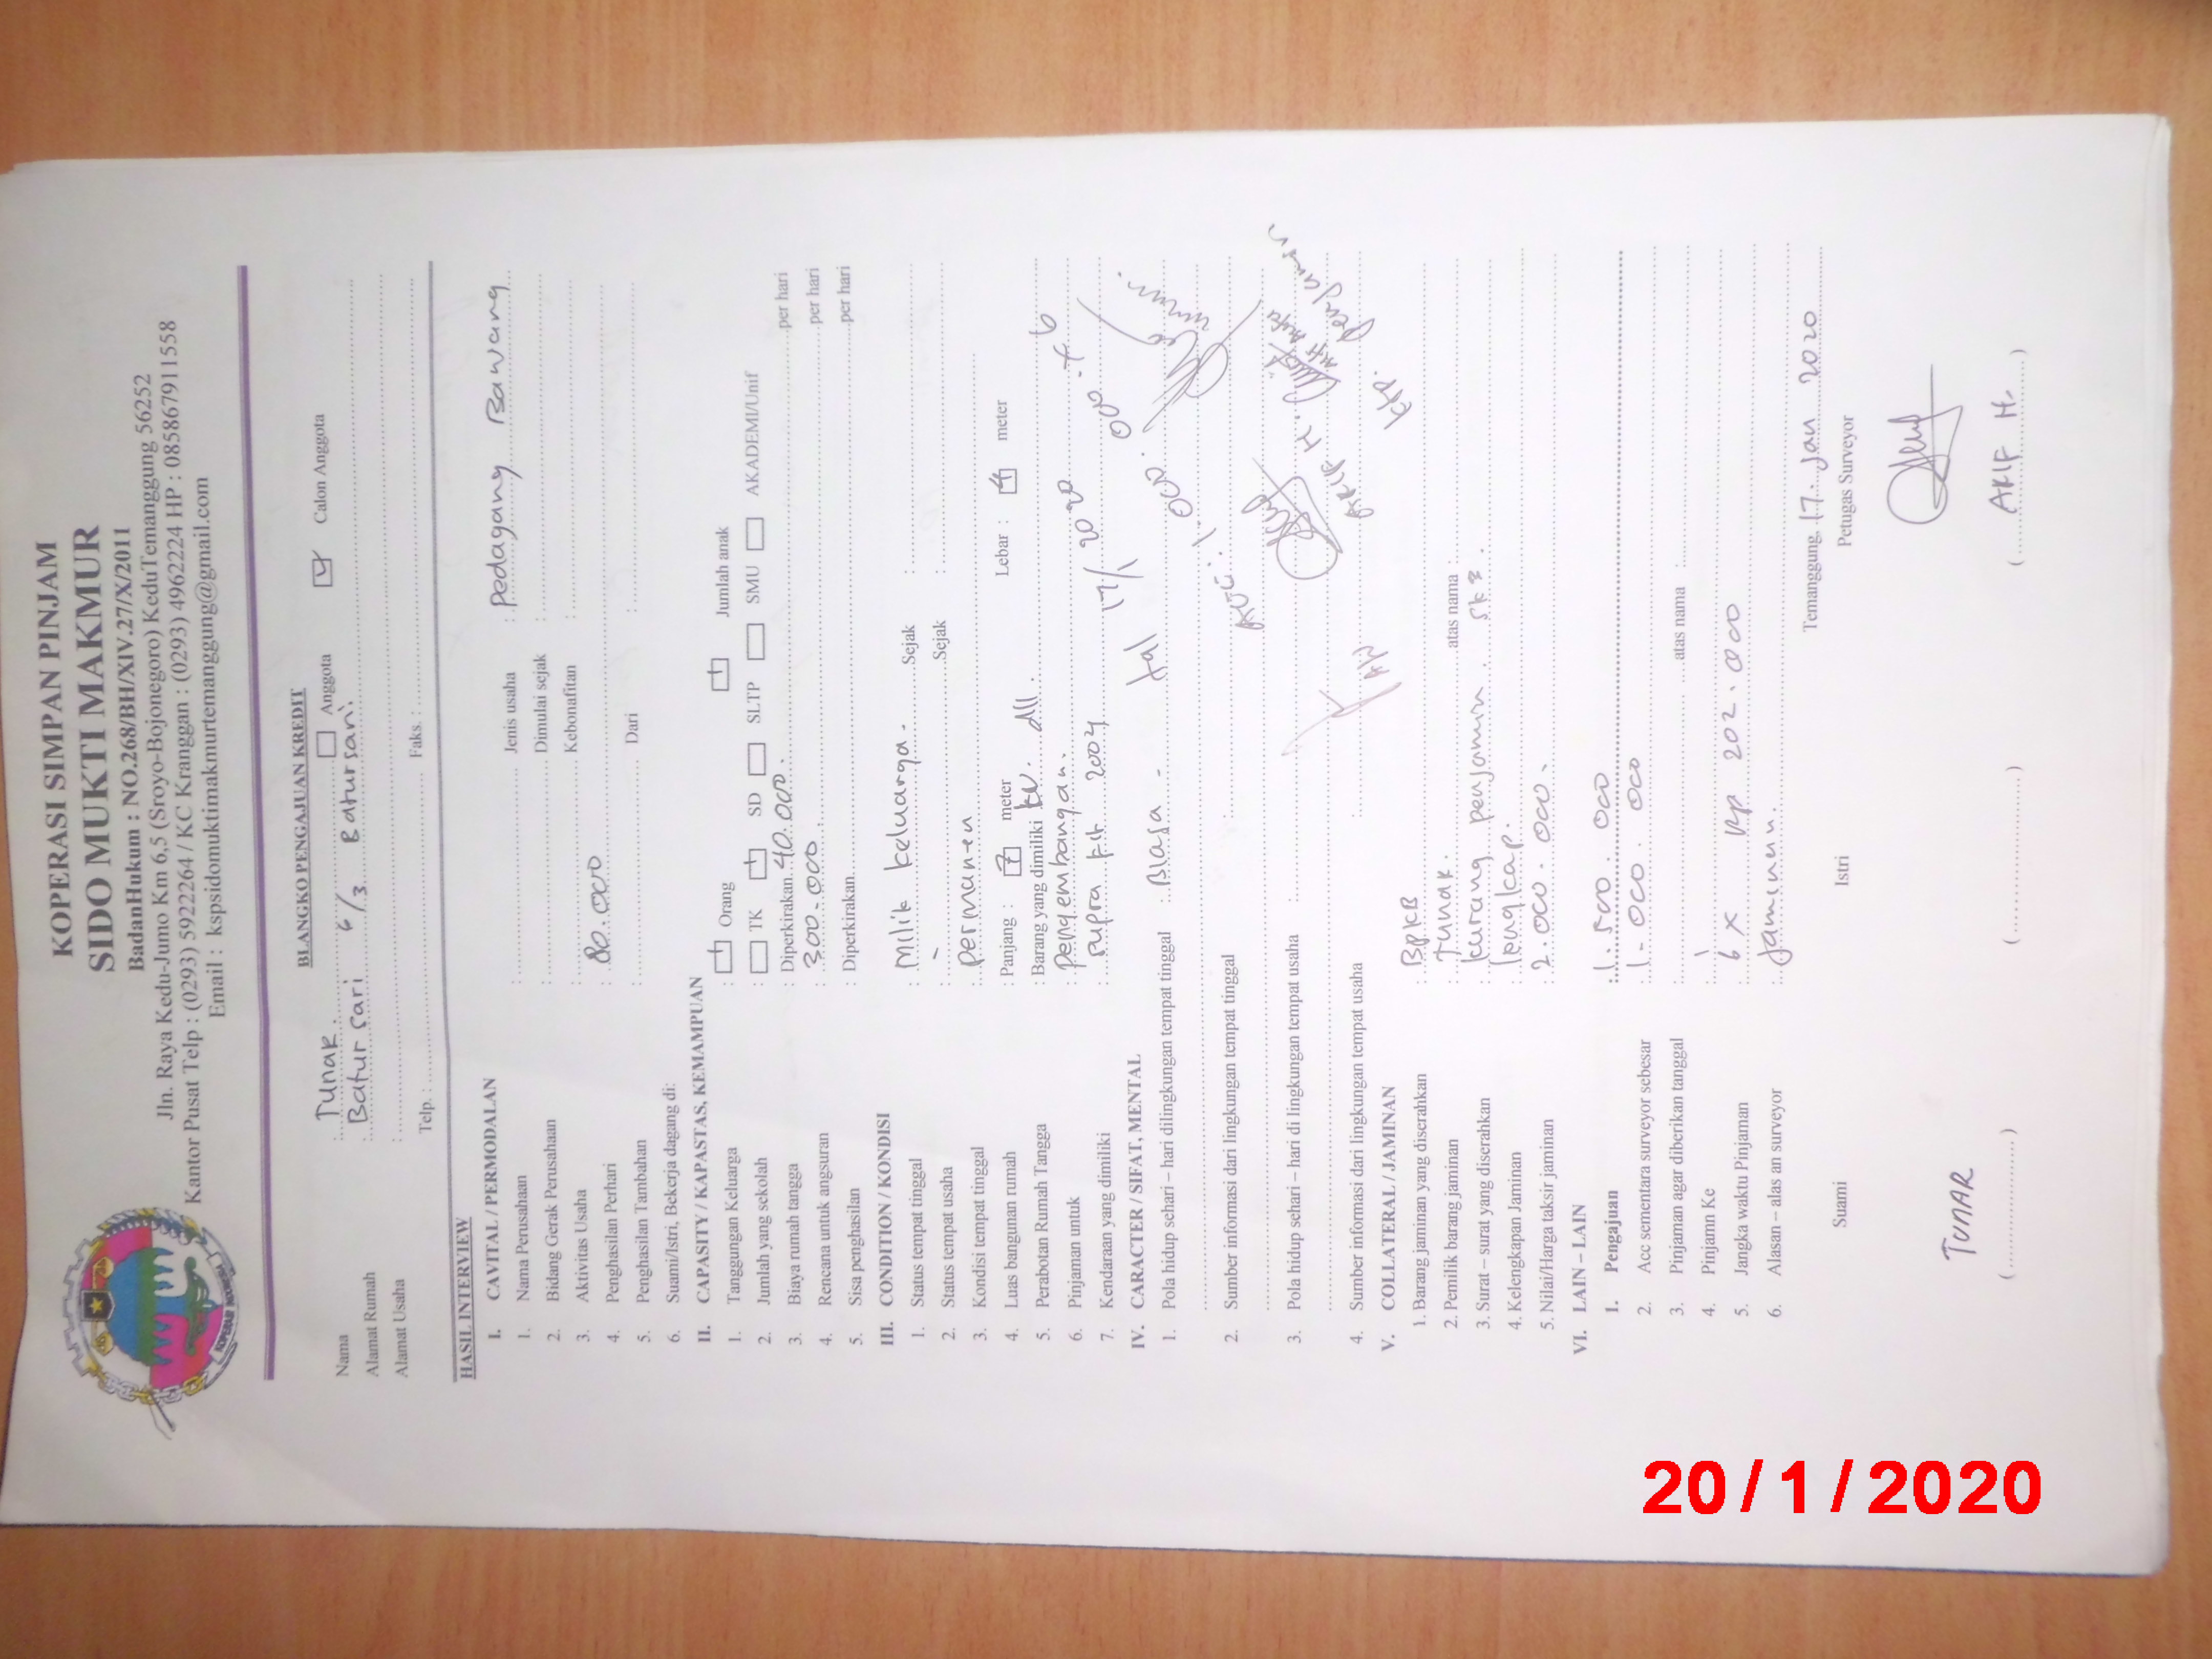 KOPERASI SIMPAN PINJAM
SIDO MUKTI MAKMUR
BadanHukum : NO.268/BH/XIV.27/X/2011
Jln. Raya Kedu-Jumo Km 6,5 (Sroyo-Bojonegoro) KeduTemanggung 56252
Kantor Pusat Telp : (0293) 5922264 / KC Kranggan : (0293) 4962224 HP : 085867911558
Email : kspsidomuktimakmurtemanggung@gmail.com
KOPERASI INDONESIA
BLANGKO PENGAJUAN KREDIT
Nama : Tunar. Anggota Calon Anggota
Alamat Rumah : Batur Sari 6/3 Batursari.
Alamat Usaha :
Telp. : Faks. :
HASIL INTERVIEW
I. CAVITAL / PERMODALAN
1. Nama Perusahaan : Jenis usaha : Pedagang Bawang
2. Bidang Gerak Perusahaan : Dimulai sejak :
3. Aktivitas Usaha : Kebonafitan :
4. Penghasilan Perhari : 80.000
5. Penghasilan Tambahan : Dari :
6. Suami/Istri, Bekerja dagang di:
II. CAPASITY / KAPASTAS, KEMAMPUAN
1. Tanggungan Keluarga : 1 Orang 1 Jumlah anak
2. Jumlah yang sekolah : TK 1 SD SLTP SMU AKADEMI/Unif
3. Biaya rumah tangga : Diperkirakan 40.000. per hari
4. Rencana untuk angsuran : 300.000 per hari
5. Sisa penghasilan : Diperkirakan per hari
III. CONDITION / KONDISI
1. Status tempat tinggal : milik keluarga - Sejak :
2. Status tempat usaha : - Sejak :
3. Kondisi tempat tinggal : permanen
4. Luas bangunan rumah : Panjang : 7 meter Lebar : 4 meter
5. Perabotan Rumah Tangga : Barang yang dimiliki tv. dll.
6. Pinjaman untuk : pengembangan.
7. Kendaraan yang dimiliki : supra fit 2004
IV. CARACTER / SIFAT, MENTAL
tal 17/1 2020
1. Pola hidup sehari – hari dilingkungan tempat tinggal : Biasa -
ACC : 1. 000. 000 - x 6
2. Sumber informasi dari lingkungan tempat tinggal :
3. Pola hidup sehari – hari di lingkungan tempat usaha :
ARIF H.
4. Sumber informasi dari lingkungan tempat usaha :
V. COLLATERAL / JAMINAN
1. Barang jaminan yang diserahkan : BPKB
2. Pemilik barang jaminan : Tunar. atas nama :
3. Surat – surat yang diserahkan : kurang penjamin. sk3.
4. Kelengkapan Jaminan : lengkap.
5. Nilai/Harga taksir jaminan : 2.000.000.
VI. LAIN – LAIN
1. Pengajuan : 1. 500. 000
2. Acc sementara surveyor sebesar : 1. 000. 000
3. Pinjaman agar diberikan tanggal : atas nama :
4. Pinjamn Ke : 1
5. Jangka waktu Pinjaman : 6 x Rp 202.000
6. Alasan – alas an surveyor : jaminan.
Temanggung, 17. Jan 2020
Suami Istri Petugas Surveyor
TUNAR
ARIF H.
20/1/2020